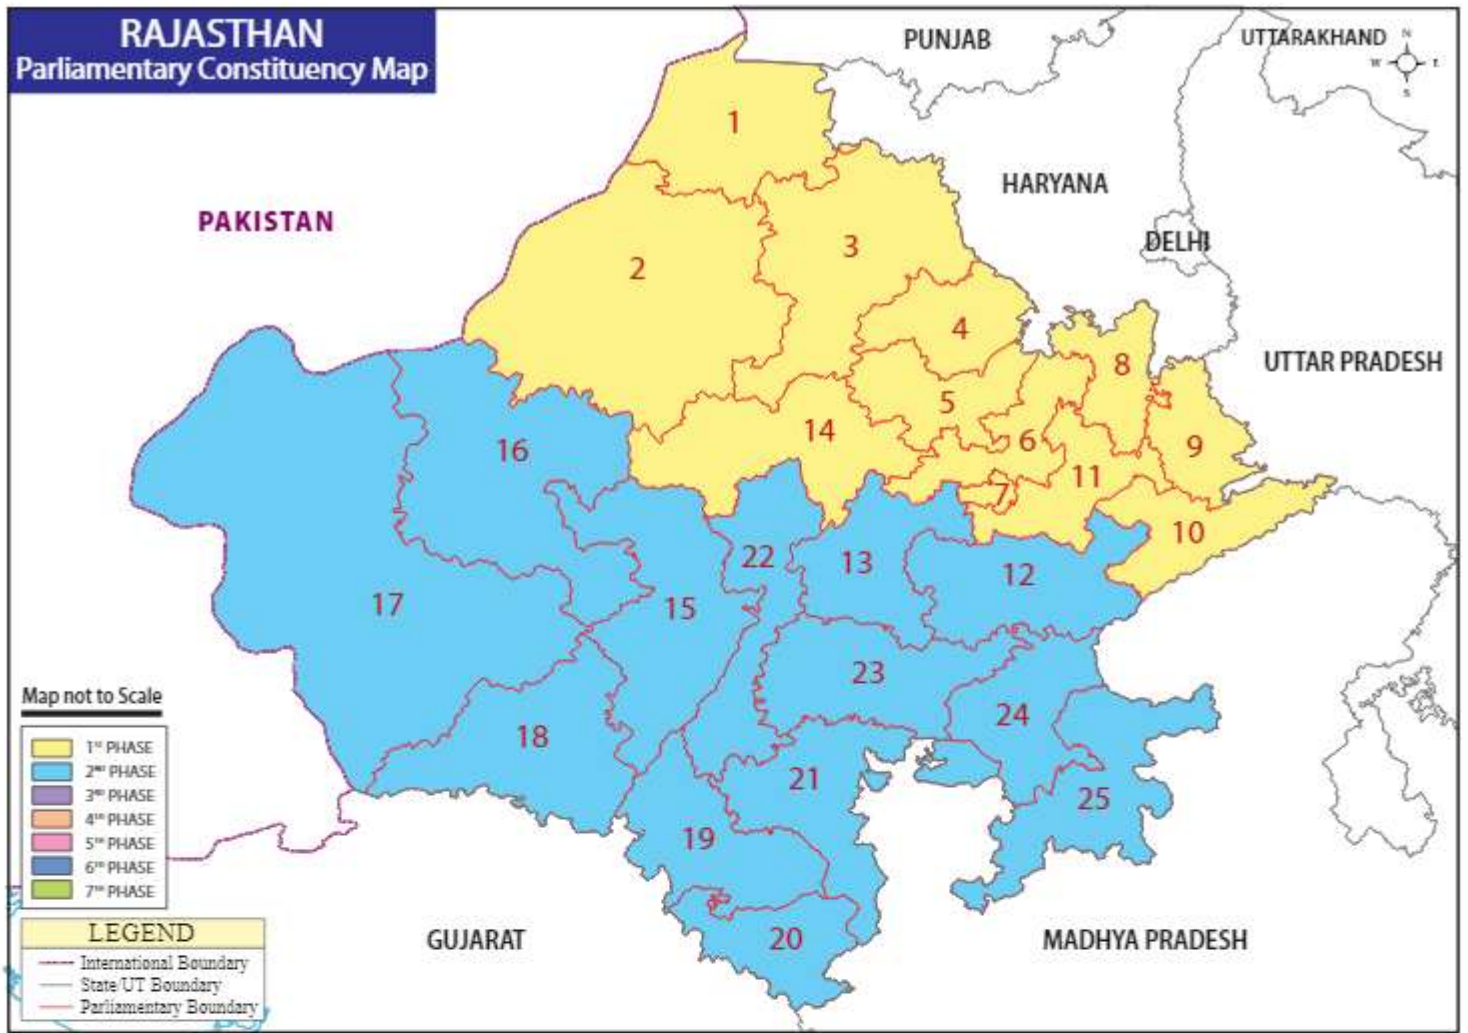 RAJASTHAN
Parliamentary Constituency Map
PUNJAB
UTTARAKHAND
N
W E
S
1
HARYANA
PAKISTAN
DELHI
2
3
4
UTTAR PRADESH
8
5
14
6
9
16
7
11
10
22
13
12
17
15
23
24
18
21
25
19
20
Map not to Scale
1ST PHASE
2ND PHASE
3RD PHASE
4TH PHASE
5TH PHASE
6TH PHASE
7TH PHASE
LEGEND
International Boundary
State/UT Boundary
Parliamentary Boundary
GUJARAT
MADHYA PRADESH